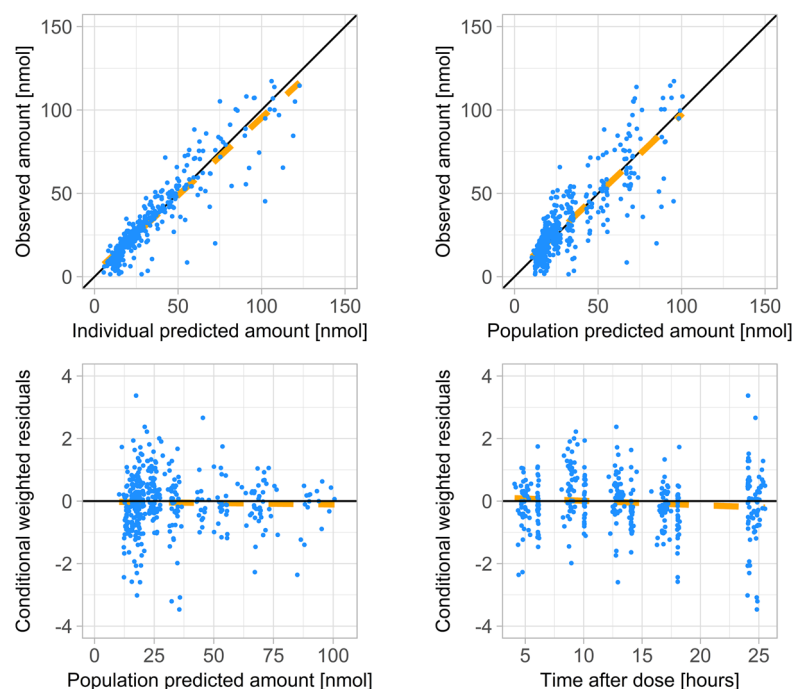 Observed amount [nmol]
150
100
50
0
0 50 100 150
Individual predicted amount [nmol]
Observed amount [nmol]
150
100
50
0
0 50 100 150
Population predicted amount [nmol]
Conditional weighted residuals
4
2
0
-2
-4
0 25 50 75 100
Population predicted amount [nmol]
Conditional weighted residuals
4
2
0
-2
-4
5 10 15 20 25
Time after dose [hours]